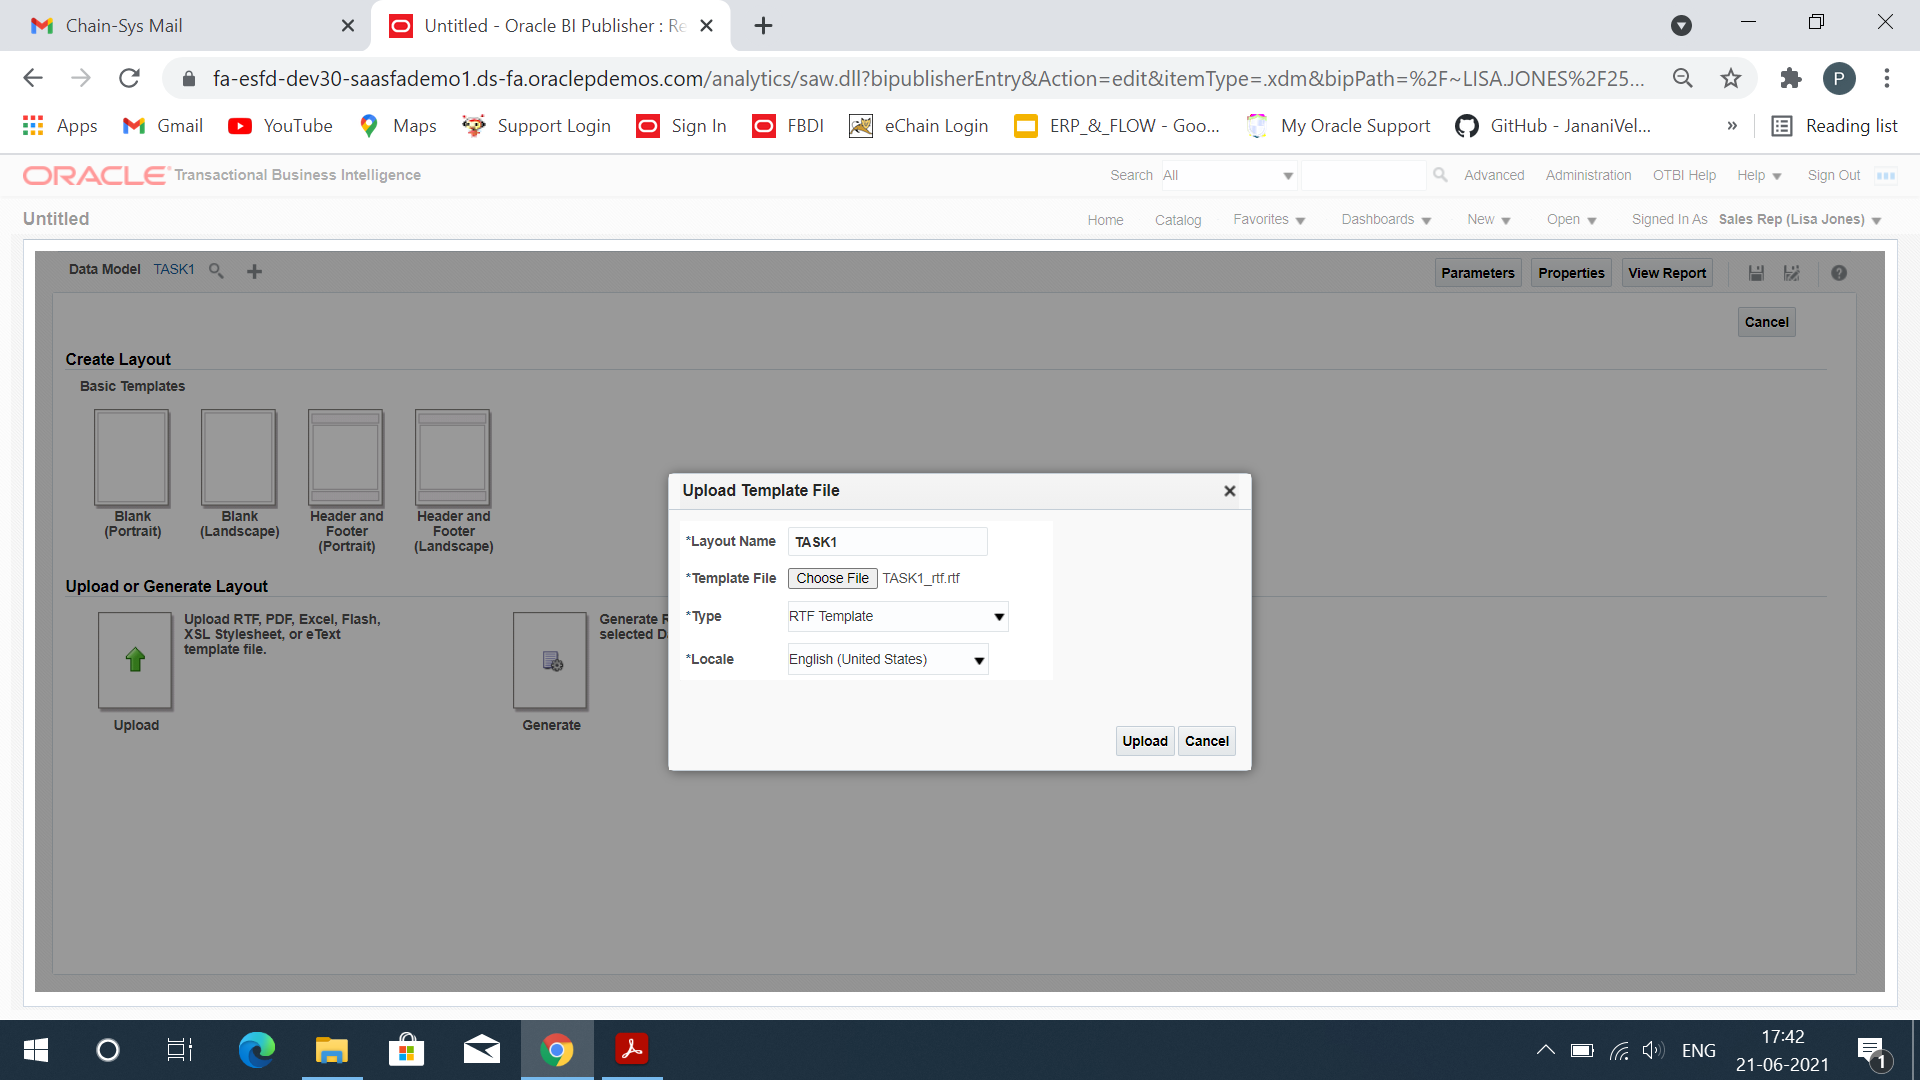 Chain-Sys Mail
Untitled - Oracle BI Publisher : Re
fa-esfd-dev30-saasfademo1.ds-fa.oraclepdemos.com/analytics/saw.dll?bipublisherEntry&Action=edit&itemType=.xdm&bipPath=%2F~LISA.JONES%2F25...
P
Apps Gmail YouTube Maps Support Login Sign In FBDI eChain Login ERP_&_FLOW - Goo... My Oracle Support GitHub - JananiVel... » Reading list
ORACLE Transactional Business Intelligence
Search All Advanced Administration OTBI Help Help Sign Out
Untitled
Home Catalog Favorites Dashboards New Open Signed In As Sales Rep (Lisa Jones)
Data Model TASK1
Parameters Properties View Report
Cancel
Create Layout
Basic Templates
Blank (Portrait)
Blank (Landscape)
Header and Footer (Portrait)
Header and Footer (Landscape)
Upload or Generate Layout
Upload RTF, PDF, Excel, Flash,
XSL Stylesheet, or eText
template file.
Upload
Generate R
selected D
Generate
Upload Template File
*Layout Name TASK1
*Template File Choose File TASK1_rtf.rtf
*Type RTF Template
*Locale English (United States)
Upload Cancel
ENG
17:42
21-06-2021
1